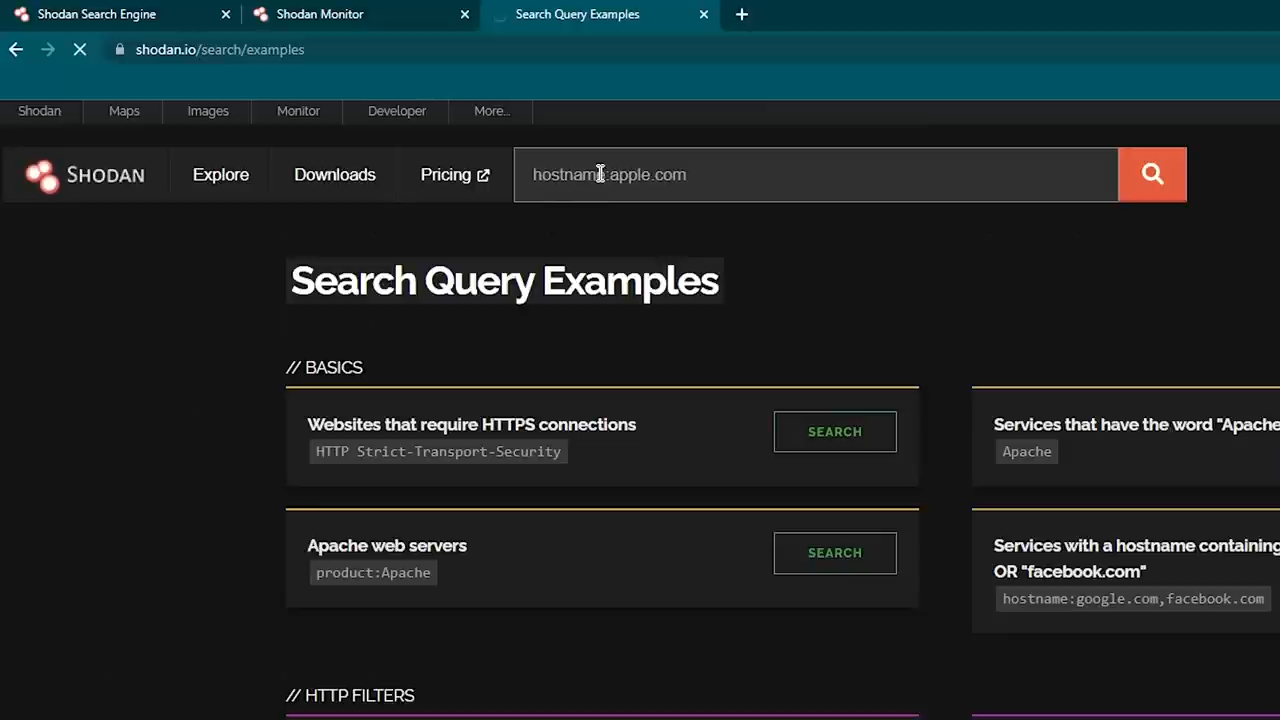 Shodan Search Engine
Shodan Monitor
Search Query Examples
shodan.io/search/examples
Shodan
Maps
Images
Monitor
Developer
More...
SHODAN
Explore
Downloads
Pricing
hostname:apple.com
Search Query Examples
// BASICS
Websites that require HTTPS connections
SEARCH
HTTP Strict-Transport-Security
Services that have the word "Apache
Apache
Apache web servers
SEARCH
product:Apache
Services with a hostname containing
OR "facebook.com"
hostname:google.com,facebook.com
// HTTP FILTERS